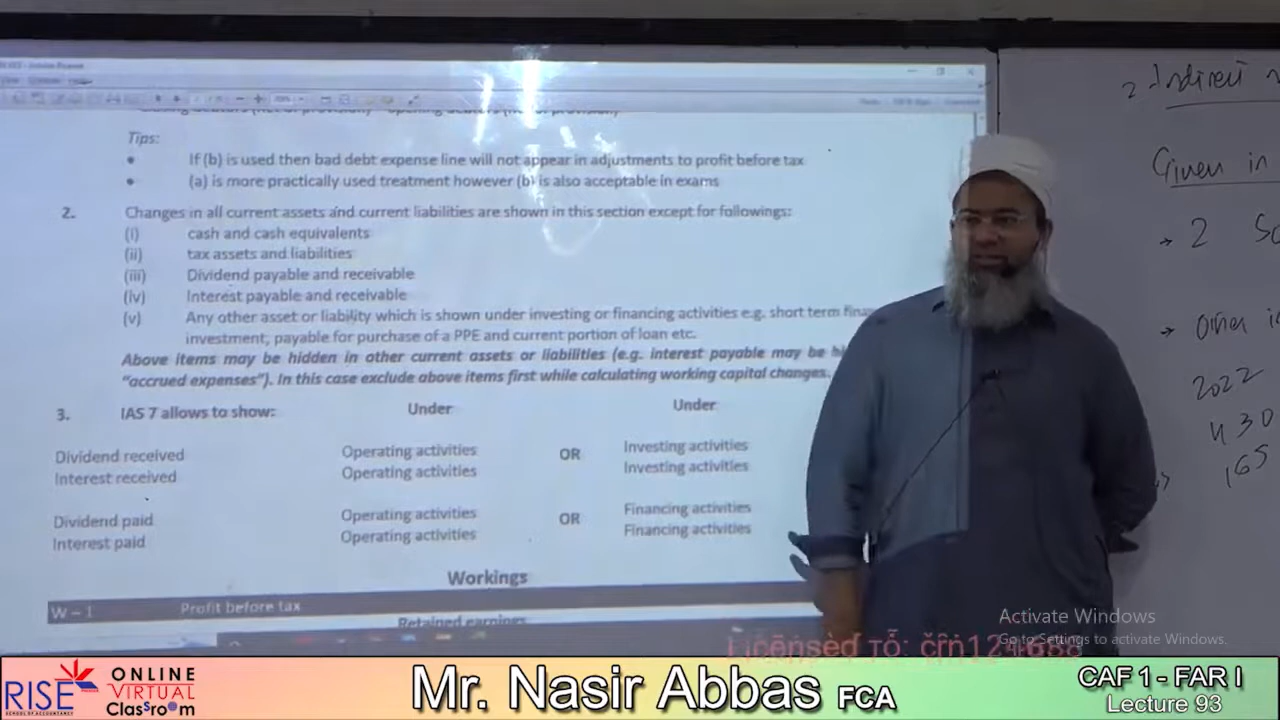 Tips:
• If (b) is used then bad debt expense line will not appear in adjustments to profit before tax
• (a) is more practically used treatment however (b) is also acceptable in exams
2. Changes in all current assets and current liabilities are shown in this section except for followings:
(i) cash and cash equivalents
(ii) tax assets and liabilities
(iii) Dividend payable and receivable
(iv) Interest payable and receivable
(v) Any other asset or liability which is shown under investing or financing activities e.g. short term
investment, payable for purchase of a PPE and current portion of loan etc.
Above items may be hidden in other current assets or liabilities (e.g. interest payable may be
"accrued expenses"). In this case exclude above items first while calculating working capital changes.
3. IAS 7 allows to show: Under Under
Dividend received Operating activities OR Investing activities
Interest received Operating activities Investing activities
Dividend paid Operating activities OR Financing activities
Interest paid Operating activities Financing activities
Workings
W – 1 Profit before tax
Retained earnings
2 Indirect
Given in
→ 2
→ Other
2022
430
165
Activate Windows
Go to Settings to activate Windows.
RISE
SCHOOL OF ACCOUNTANCY
ONLINE
VIRTUAL
Classroom
Mr. Nasir Abbas FCA
CAF 1 - FAR I
Lecture 93